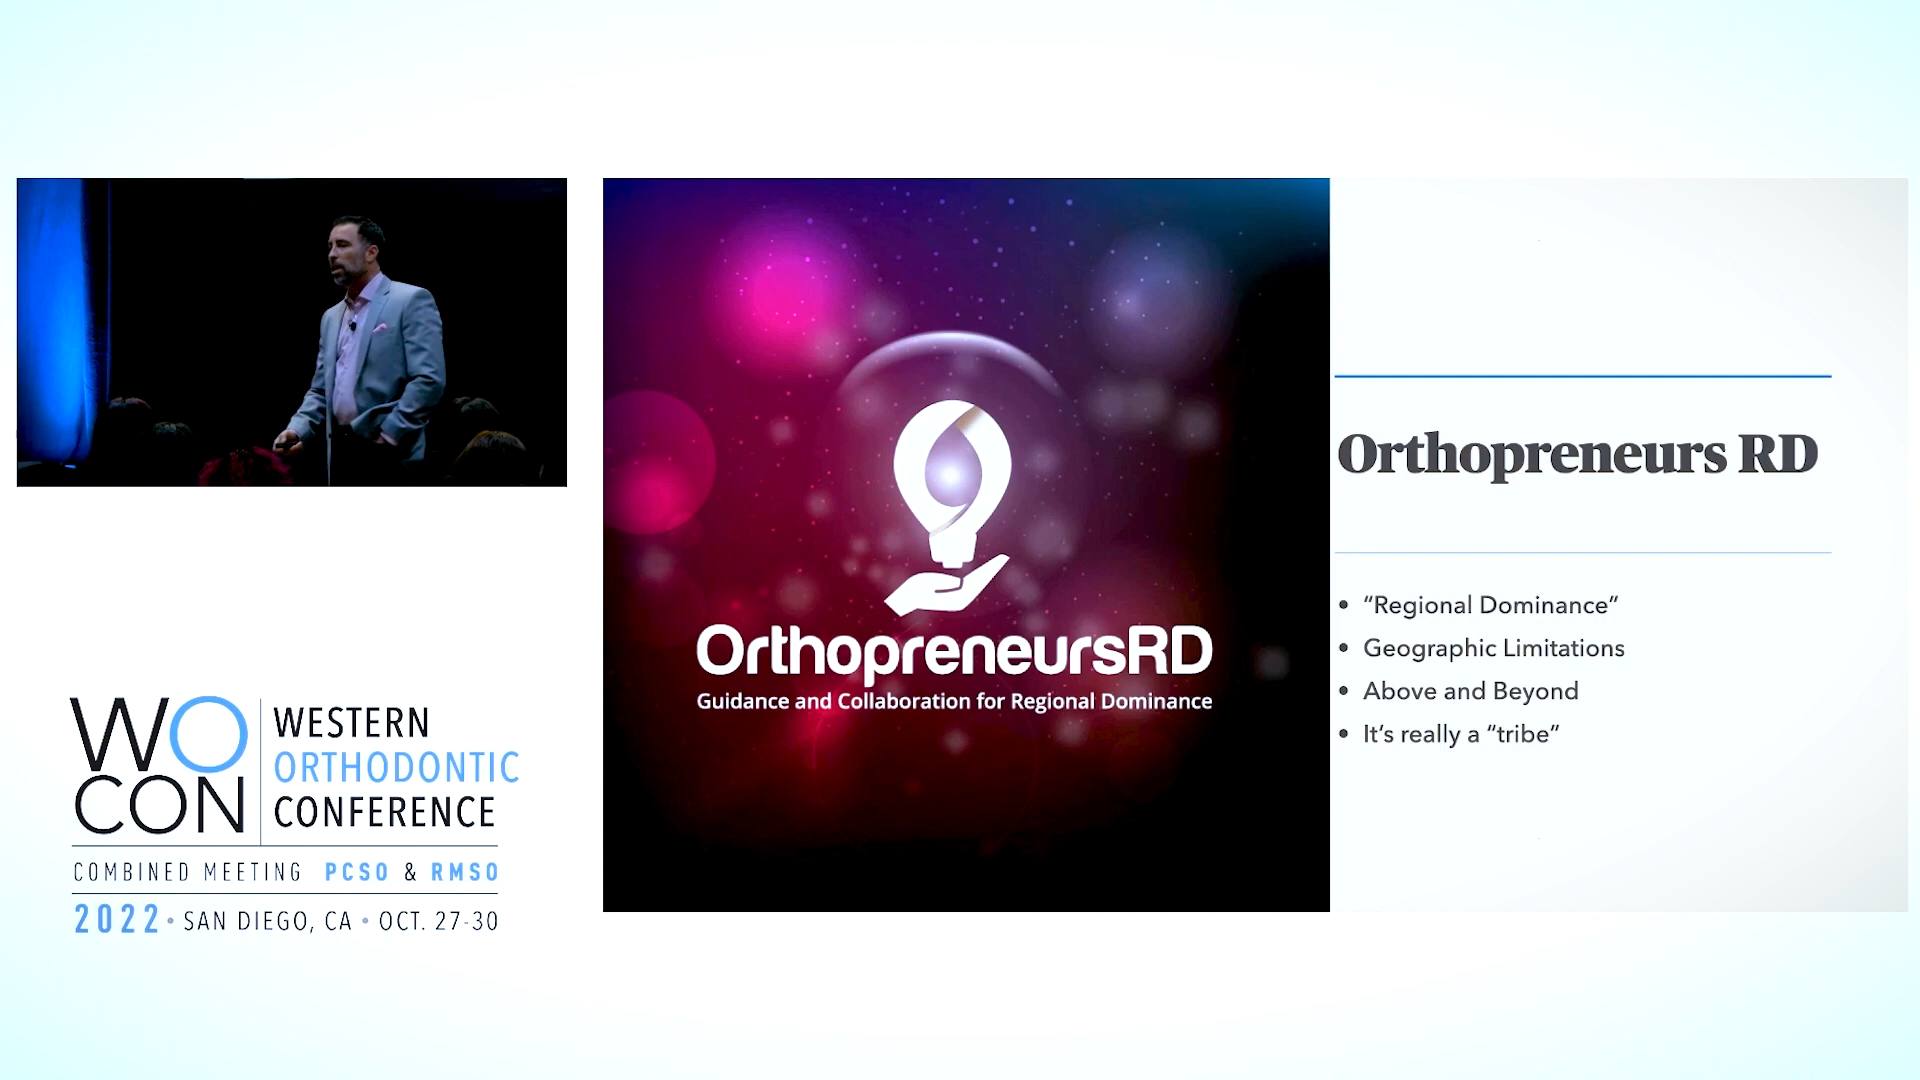 WO
CON
WESTERN
ORTHODONTIC
CONFERENCE
COMBINED MEETING PCSO & RMSO
2022 • SAN DIEGO, CA • OCT. 27-30
OrthopreneursRD
Guidance and Collaboration for Regional Dominance
Orthopreneurs RD
• “Regional Dominance”
• Geographic Limitations
• Above and Beyond
• It’s really a “tribe”